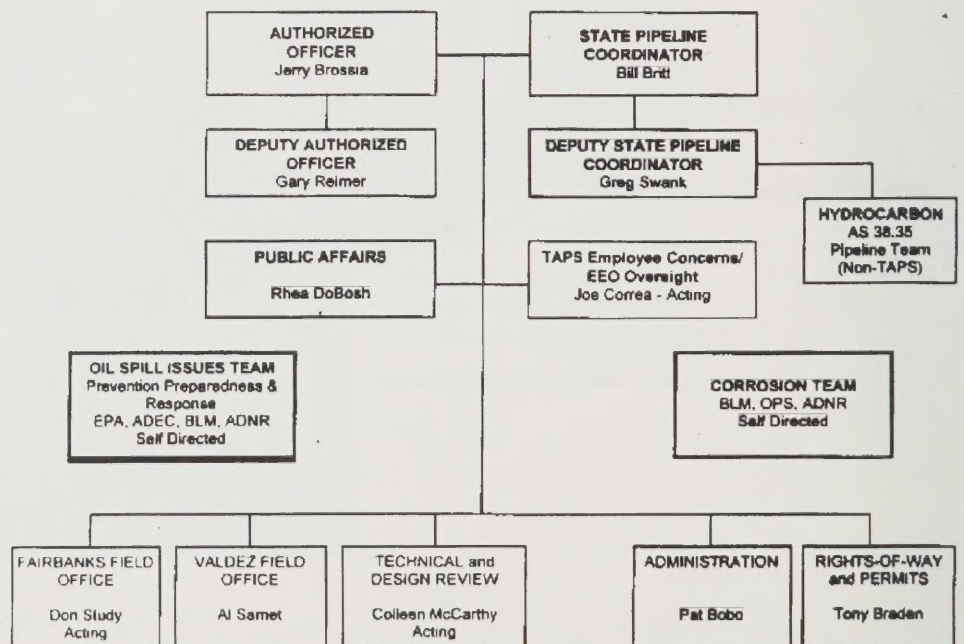 AUTHORIZED
OFFICER
Jerry Brossia
STATE PIPELINE
COORDINATOR
Bill Britt
DEPUTY AUTHORIZED
OFFICER
Gary Reimer
DEPUTY STATE PIPELINE
COORDINATOR
Greg Swank
HYDROCARBON
AS 38.35
Pipeline Team
(Non-TAPS)
PUBLIC AFFAIRS
Rhea DoBosh
TAPS Employee Concerns/
EEO Oversight
Joe Correa - Acting
OIL SPILL ISSUES TEAM
Prevention Preparedness &
Response
EPA, ADEC, BLM, ADNR
Self Directed
CORROSION TEAM
BLM, OPS, ADNR
Self Directed
FAIRBANKS FIELD
OFFICE
Don Study
Acting
VALDEZ FIELD
OFFICE
Al Samet
TECHNICAL and
DESIGN REVIEW
Colleen McCarthy
Acting
ADMINISTRATION
Pat Bobo
RIGHTS-OF-WAY
and PERMITS
Tony Braden